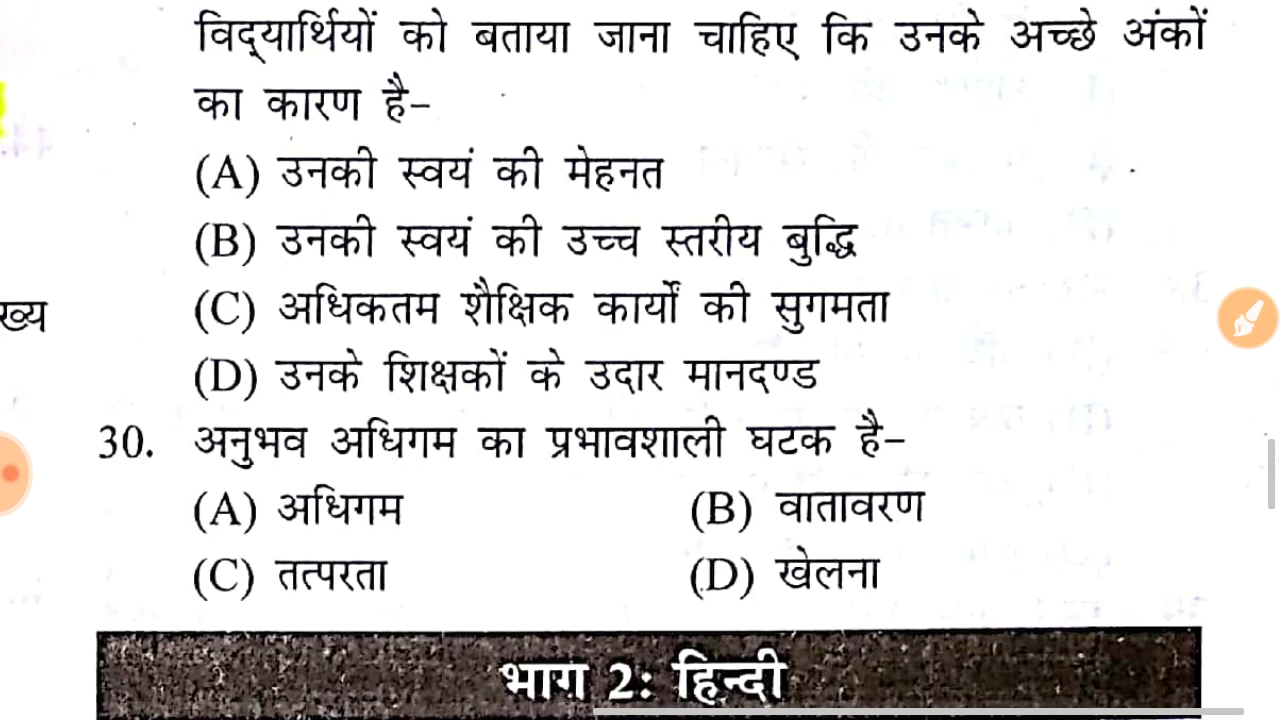 विद्यार्थियों को बताया जाना चाहिए कि उनके अच्छे अंकों
का कारण है-
(A) उनकी स्वयं की मेहनत
(B) उनकी स्वयं की उच्च स्तरीय बुद्धि
ख्य
(C) अधिकतम शैक्षिक कार्यों की सुगमता
(D) उनके शिक्षकों के उदार मानदण्ड
30. अनुभव अधिगम का प्रभावशाली घटक है-
(A) अधिगम (B) वातावरण
(C) तत्परता (D) खेलना
भाग 2: हिन्दी